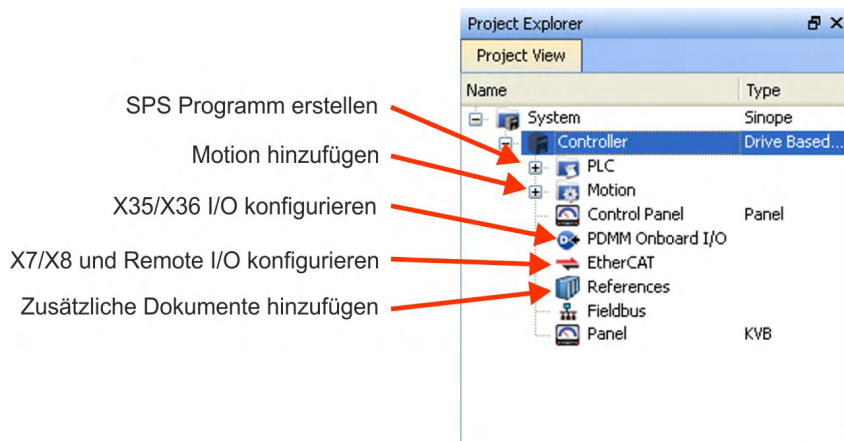 Project Explorer
Project View
Name Type
System Sinope
Controller Drive Based...
SPS Programm erstellen
PLC
Motion hinzufügen
Motion
X35/X36 I/O konfigurieren
Control Panel Panel
PDMM Onboard I/O
X7/X8 und Remote I/O konfigurieren
EtherCAT
Zusätzliche Dokumente hinzufügen
References
Fieldbus
Panel KVB